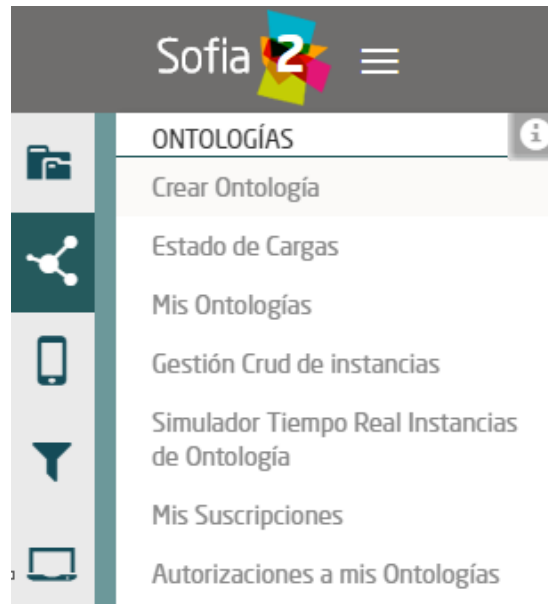 Sofia 2
ONTOLOGÍAS
Crear Ontología
Estado de Cargas
Mis Ontologías
Gestión Crud de instancias
Simulador Tiempo Real Instancias
de Ontología
Mis Suscripciones
Autorizaciones a mis Ontologías